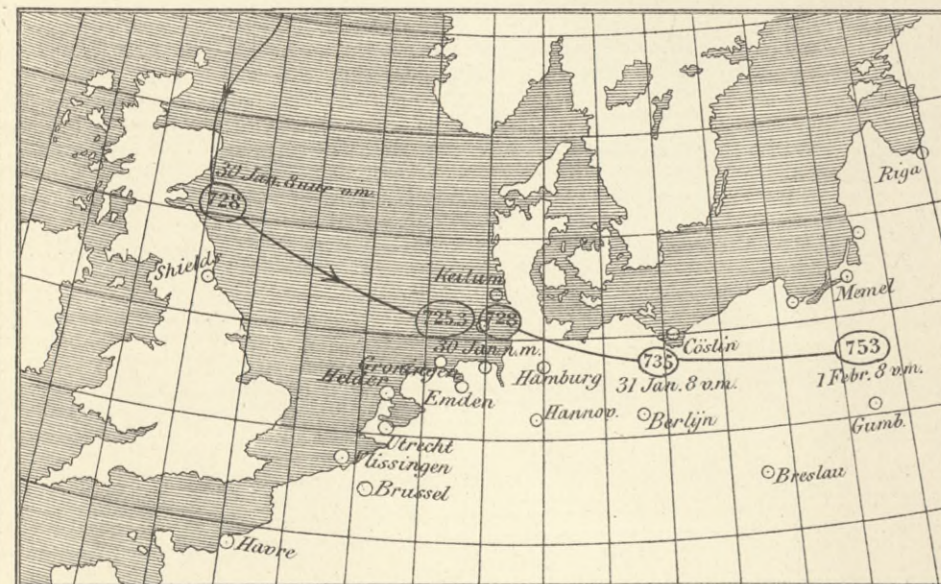 Riga
30 Jan. 8 uur v.m.
728
Shields
Keitum
Memel
725.3
728
30 Jan. n.m.
Cöslin
735
753
31 Jan. 8 v.m.
1 Febr. 8 v.m.
Groningen
Helder
Emden
Hamburg
Hannov.
Berlijn
Gumb.
Utrecht
Vlissingen
Brussel
Breslau
Havre